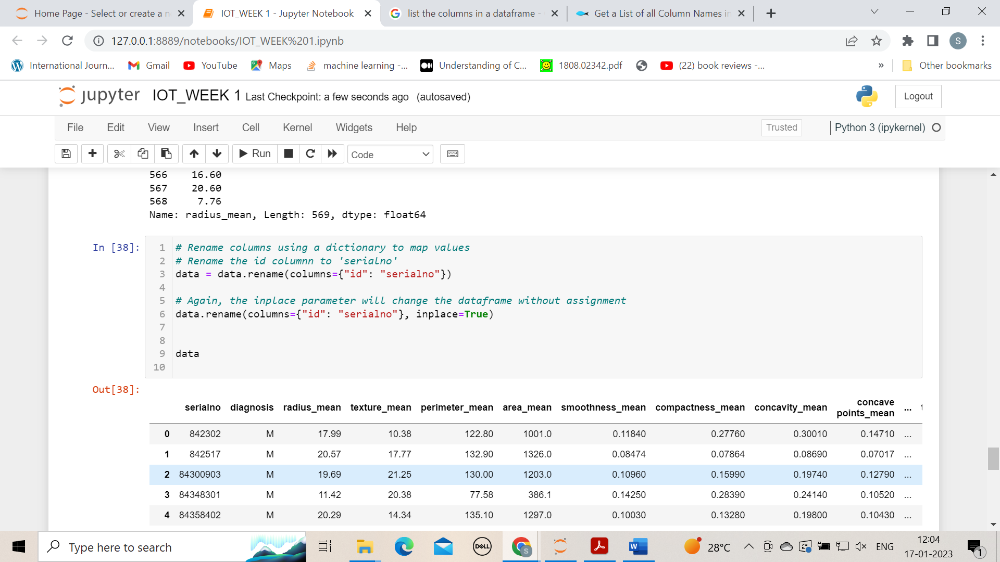 Home Page - Select or create a n
IOT_WEEK 1 - Jupyter Notebook
list the columns in a dataframe -
Get a List of all Column Names in
127.0.0.1:8889/notebooks/IOT_WEEK%201.ipynb
S
International Journ...
Gmail
YouTube
Maps
machine learning -...
Understanding of C...
1808.02342.pdf
(22) book reviews -...
»
Other bookmarks
jupyter IOT_WEEK 1 Last Checkpoint: a few seconds ago (autosaved)
Logout
File Edit View Insert Cell Kernel Widgets Help
Trusted
Python 3 (ipykernel)
Run
Code
566 16.60
567 20.60
568 7.76
Name: radius_mean, Length: 569, dtype: float64
In [38]:
1 # Rename columns using a dictionary to map values
2 # Rename the id columnn to 'serialno'
3 data = data.rename(columns={"id": "serialno"})
4
5 # Again, the inplace parameter will change the dataframe without assignment
6 data.rename(columns={"id": "serialno"}, inplace=True)
7
8
9 data
10
Out[38]:
serialno diagnosis radius_mean texture_mean perimeter_mean area_mean smoothness_mean compactness_mean concavity_mean concave points_mean ... t
0 842302 M 17.99 10.38 122.80 1001.0 0.11840 0.27760 0.30010 0.14710 ...
1 842517 M 20.57 17.77 132.90 1326.0 0.08474 0.07864 0.08690 0.07017 ...
2 84300903 M 19.69 21.25 130.00 1203.0 0.10960 0.15990 0.19740 0.12790 ...
3 84348301 M 11.42 20.38 77.58 386.1 0.14250 0.28390 0.24140 0.10520 ...
4 84358402 M 20.29 14.34 135.10 1297.0 0.10030 0.13280 0.19800 0.10430 ...
Type here to search
DELL
S
W
28°C
ENG
12:04
17-01-2023
1